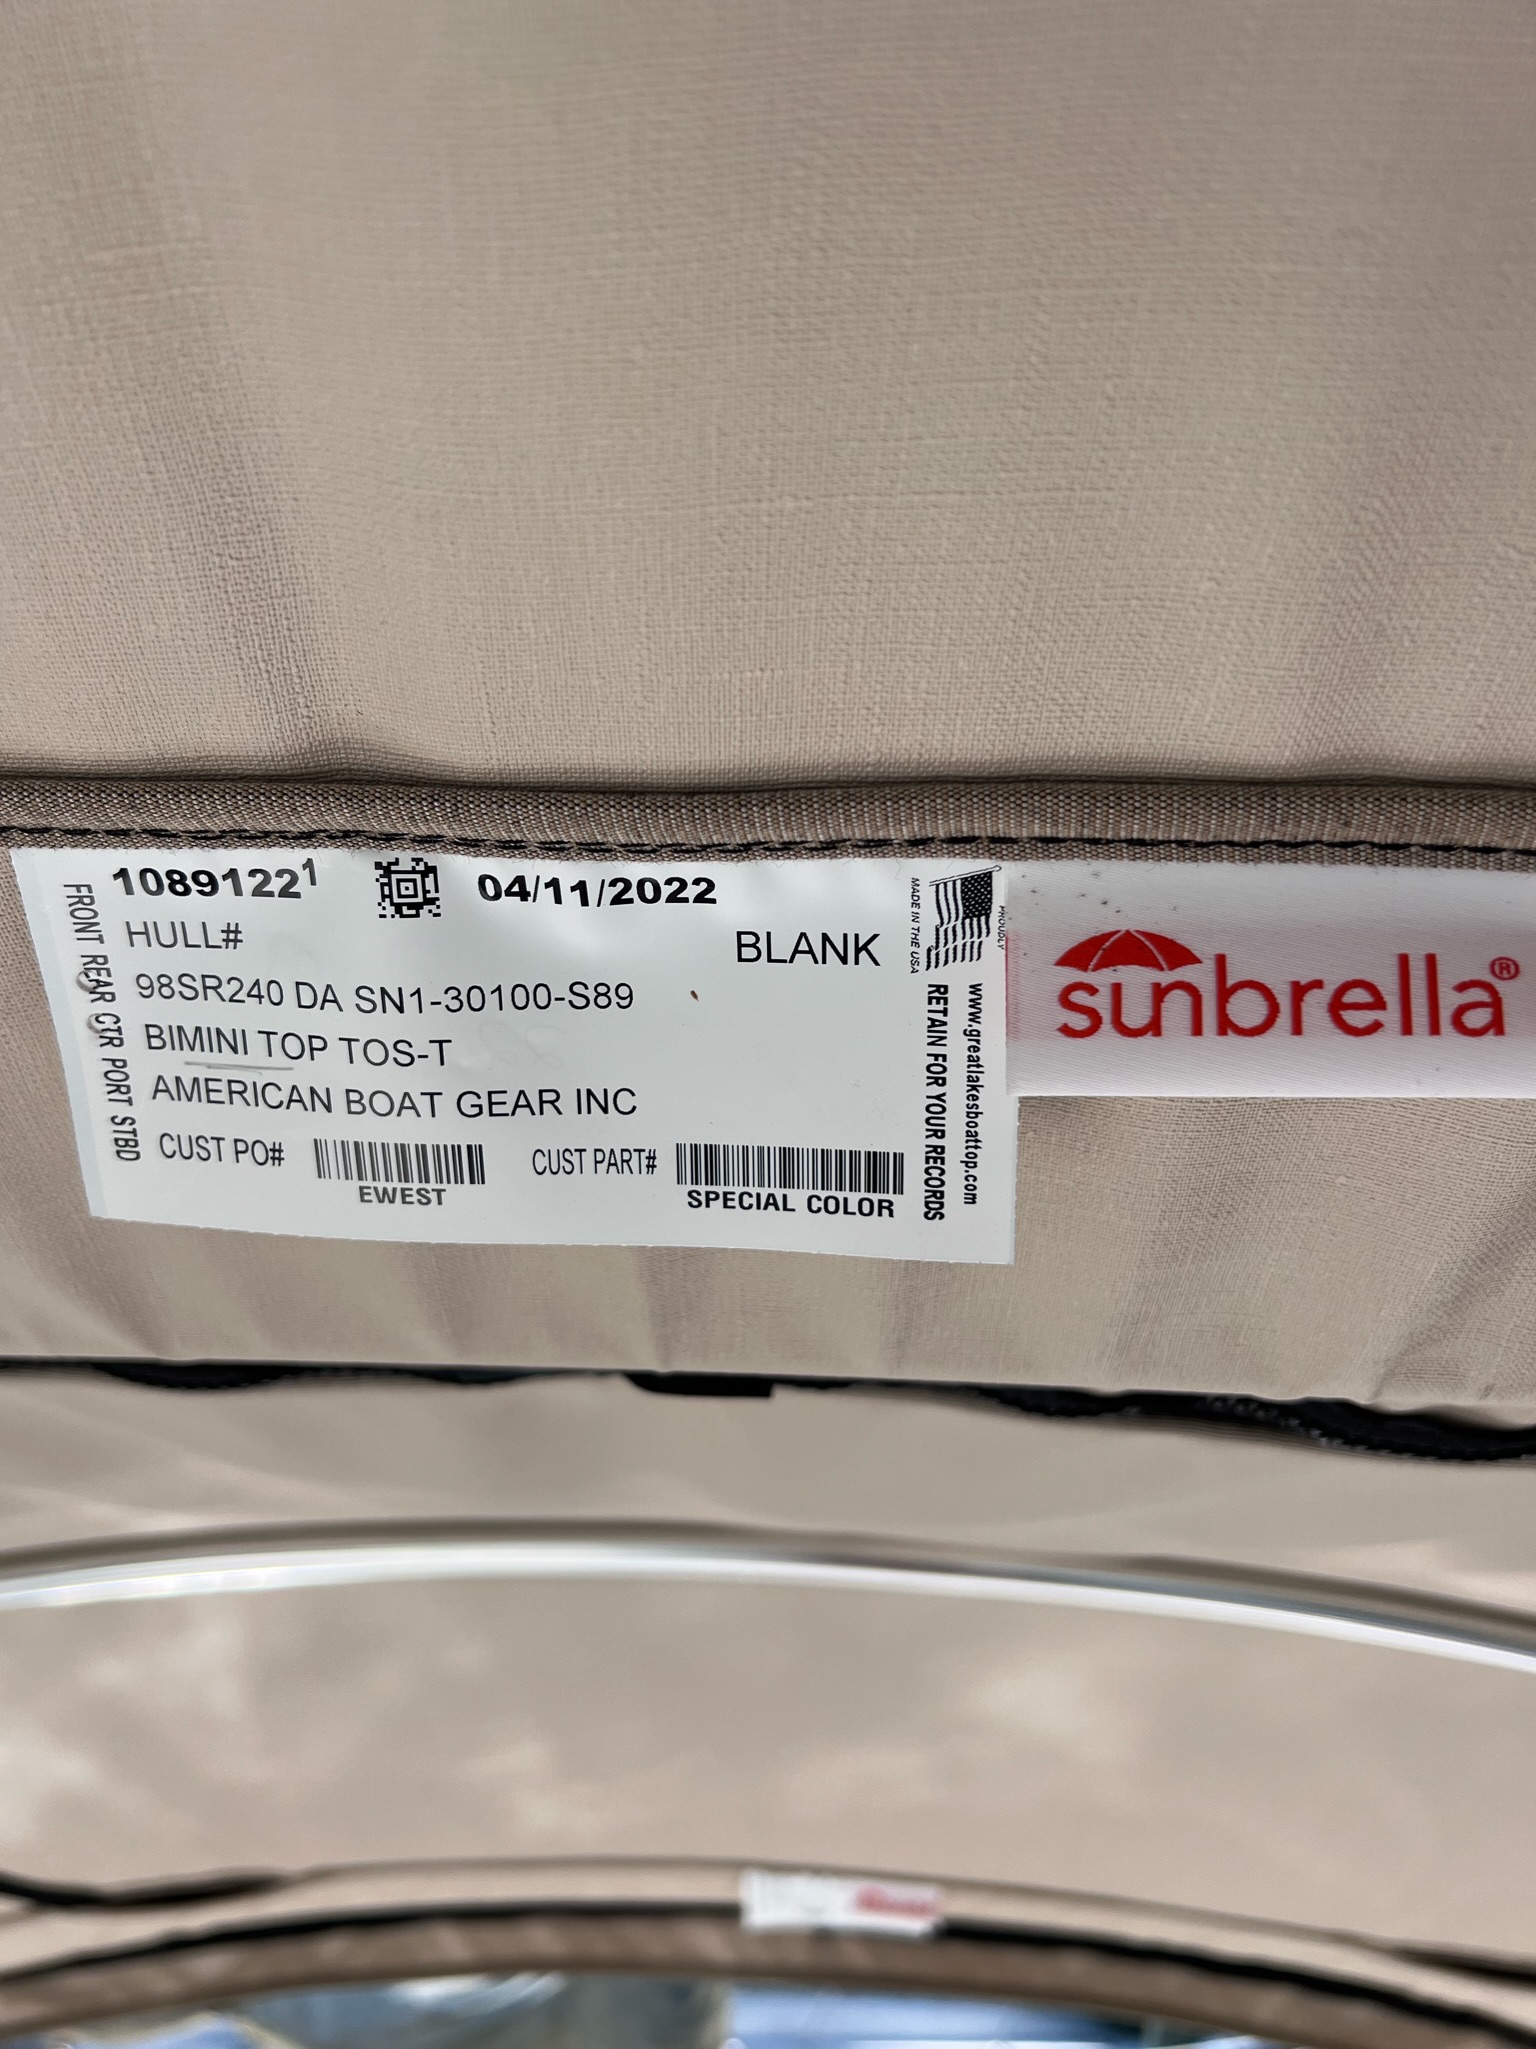 1089122¹ 04/11/2022
HULL#
BLANK
98SR240 DA SN1-30100-S89
BIMINI TOP TOS-T
AMERICAN BOAT GEAR INC
CUST PO#
EWEST
CUST PART#
SPECIAL COLOR
FRONT REAR CTR PORT STBD
PROUDLY
MADE IN THE USA
www.greatlakesboattop.com
RETAIN FOR YOUR RECORDS
sunbrella®